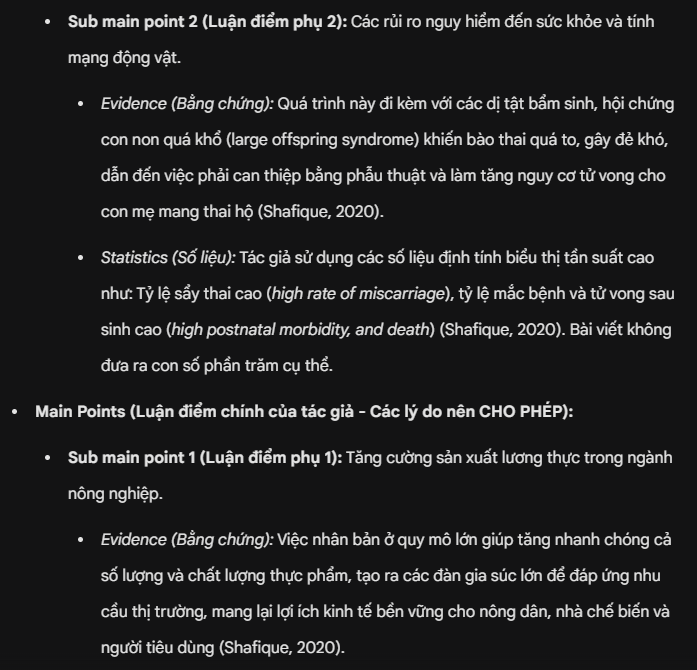 • Sub main point 2 (Luận điểm phụ 2): Các rủi ro nguy hiểm đến sức khỏe và tính
mạng động vật.
• Evidence (Bằng chứng): Quá trình này đi kèm với các dị tật bẩm sinh, hội chứng
con non quá khổ (large offspring syndrome) khiến bào thai quá to, gây đẻ khó,
dẫn đến việc phải can thiệp bằng phẫu thuật và làm tăng nguy cơ tử vong cho
con mẹ mang thai hộ (Shafique, 2020).
• Statistics (Số liệu): Tác giả sử dụng các số liệu định tính biểu thị tần suất cao
như: Tỷ lệ sẩy thai cao (high rate of miscarriage), tỷ lệ mắc bệnh và tử vong sau
sinh cao (high postnatal morbidity, and death) (Shafique, 2020). Bài viết không
đưa ra con số phần trăm cụ thể.
• Main Points (Luận điểm chính của tác giả - Các lý do nên CHO PHÉP):
• Sub main point 1 (Luận điểm phụ 1): Tăng cường sản xuất lương thực trong ngành
nông nghiệp.
• Evidence (Bằng chứng): Việc nhân bản ở quy mô lớn giúp tăng nhanh chóng cả
số lượng và chất lượng thực phẩm, tạo ra các đàn gia súc lớn để đáp ứng nhu
cầu thị trường, mang lại lợi ích kinh tế bền vững cho nông dân, nhà chế biến và
người tiêu dùng (Shafique, 2020).